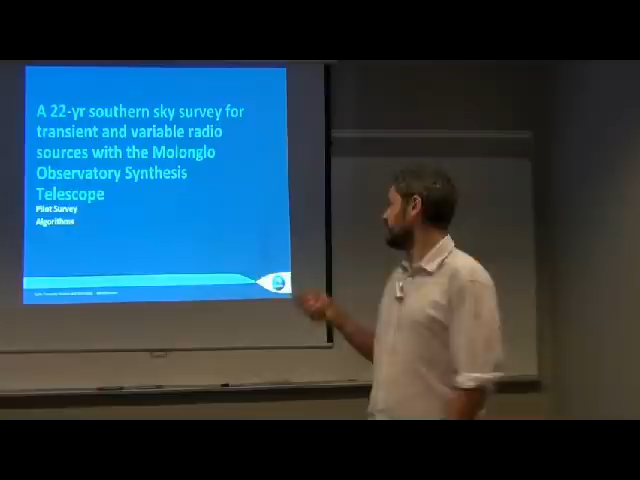 A 22-yr southern sky survey for
transient and variable radio
sources with the Molonglo
Observatory Synthesis
Telescope
Pilot Survey
Algorithms